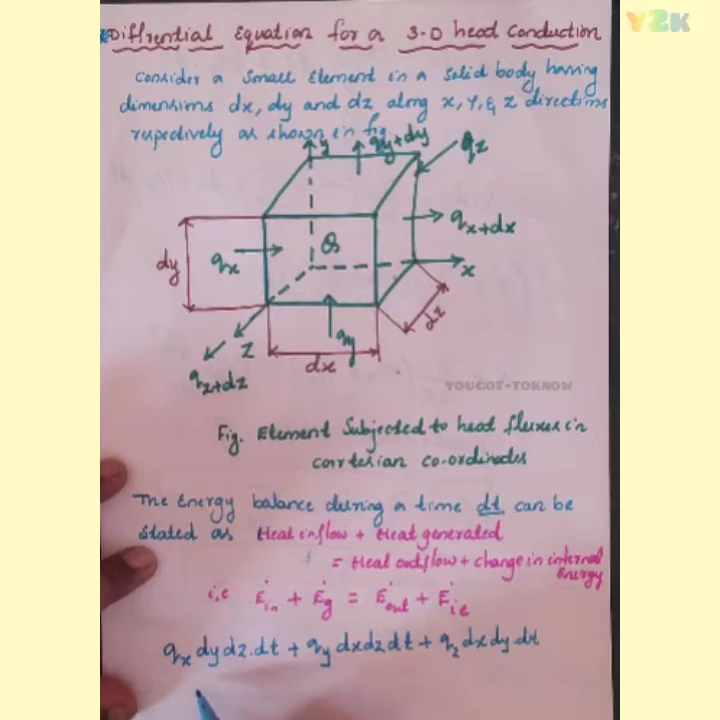 Y2K
Diffrential Equation for a 3-D head conduction
Consider a small Element in a solid body having
dimensions dx, dy and dz along x, y, & z directions
respectively as shown in fig.
y qy+dy qz
qx+dx
dy qx Q x
dz
z qy
dx
qz+dz
YOUGOT-TOKNOW
Fig. Element Subjected to head fluxes in
cartesian co-ordinates
The Energy balance during a time dt can be
stated as Heat inflow + Heat generated
= Heat outflow + change in internal
Energy
i,e Ėin + Ėg = Ėout + Ėie
qx dy dz.dt + qy dx dz dt + qz dx dy dt